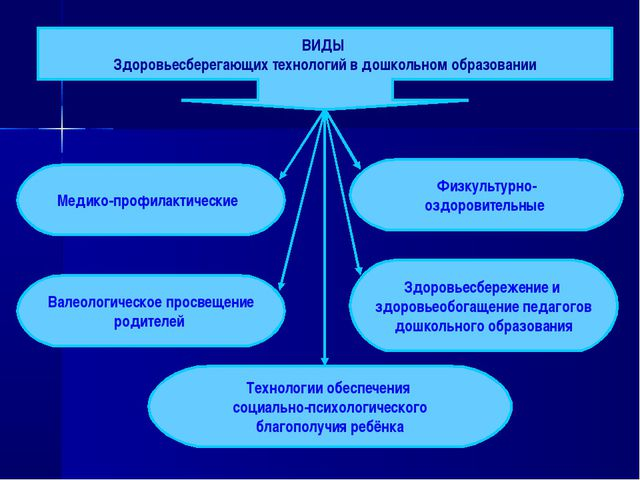 ВИДЫ
Здоровьесберегающих технологий в дошкольном образовании
Медико-профилактические
Физкультурно-
оздоровительные
Валеологическое просвещение
родителей
Здоровьесбережение и
здоровьеобогащение педагогов
дошкольного образования
Технологии обеспечения
социально-психологического
благополучия ребёнка